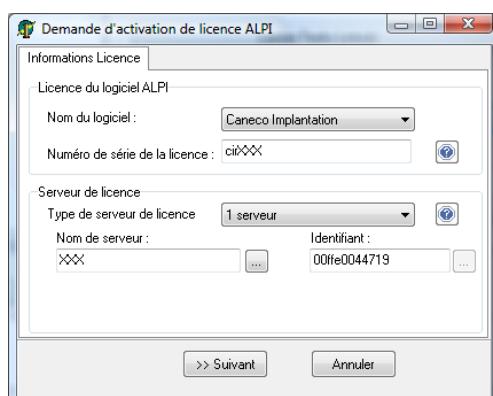 Demande d'activation de licence ALPI
Informations Licence
Licence du logiciel ALPI
Nom du logiciel : Caneco Implantation
Numéro de série de la licence : cirXXX
Serveur de licence
Type de serveur de licence 1 serveur
Nom de serveur : Identifiant :
XXX ... 00ffe0044719 ...
>> Suivant Annuler